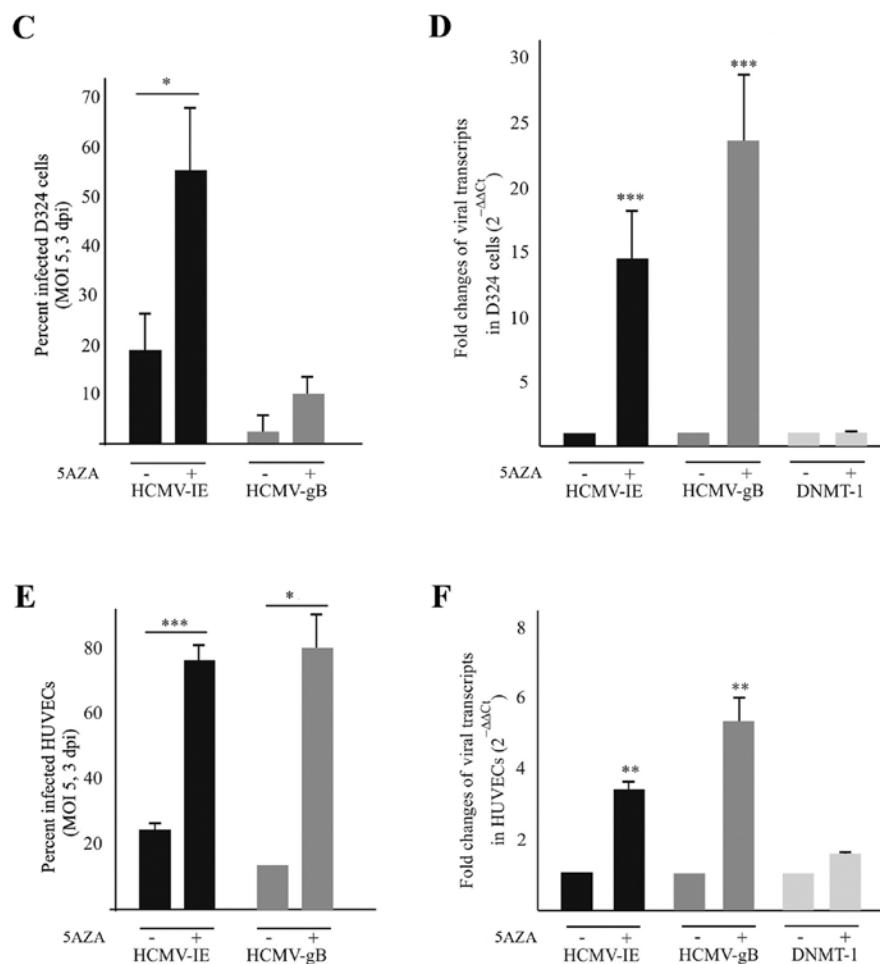 C
Percent infected D324 cells
(MOI 5, 3 dpi)
70
60
50
40
30
20
10
*
5AZA - + - +
HCMV-IE HCMV-gB
D
Fold changes of viral transcripts
in D324 cells (2^−ΔΔCt)
30
25
20
15
10
5
***
***
5AZA - + - + - +
HCMV-IE HCMV-gB DNMT-1
E
Percent infected HUVECs
(MOI 5, 3 dpi)
80
60
40
20
***
*
5AZA - + - +
HCMV-IE HCMV-gB
F
Fold changes of viral transcripts
in HUVECs (2^−ΔΔCt)
8
6
4
2
**
**
5AZA - + - + - +
HCMV-IE HCMV-gB DNMT-1